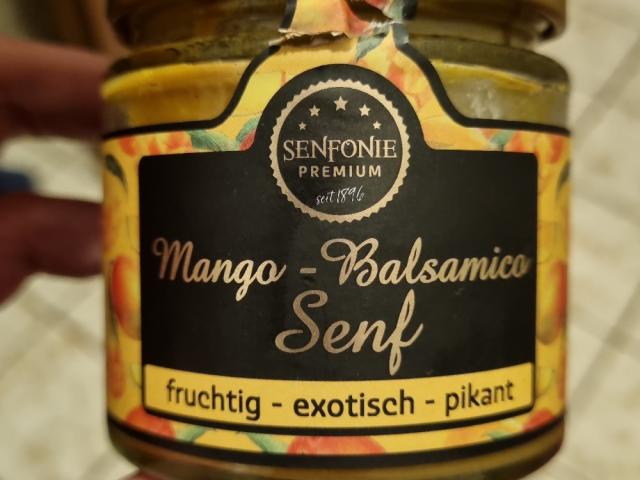 SENFONIE
PREMIUM
seit 1896
Mango - Balsamico
Senf
fruchtig - exotisch - pikant